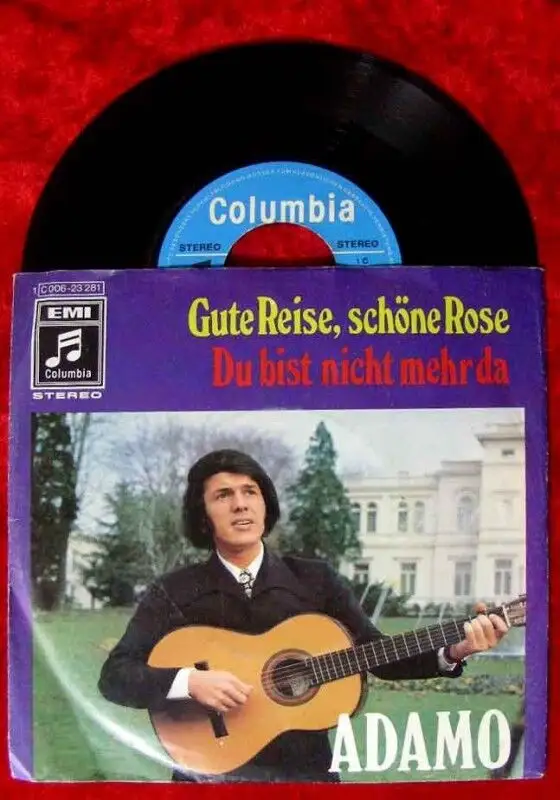 Columbia
STEREO
STEREO
1 C
1 C 006-23 281
EMI
Columbia
STEREO
Gute Reise, schöne Rose
Du bist nicht mehr da
ADAMO